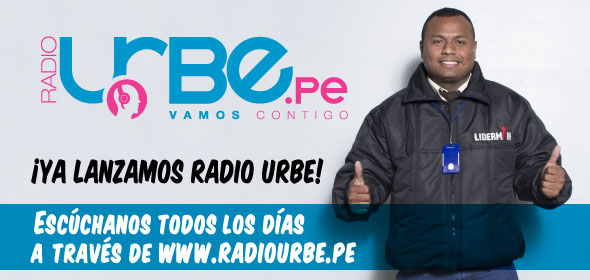 RADIO
URBE.PE
VAMOS CONTIGO
LIDERMAN
¡YA LANZAMOS RADIO URBE!
ESCÚCHANOS TODOS LOS DÍAS
A TRAVÉS DE WWW.RADIOURBE.PE